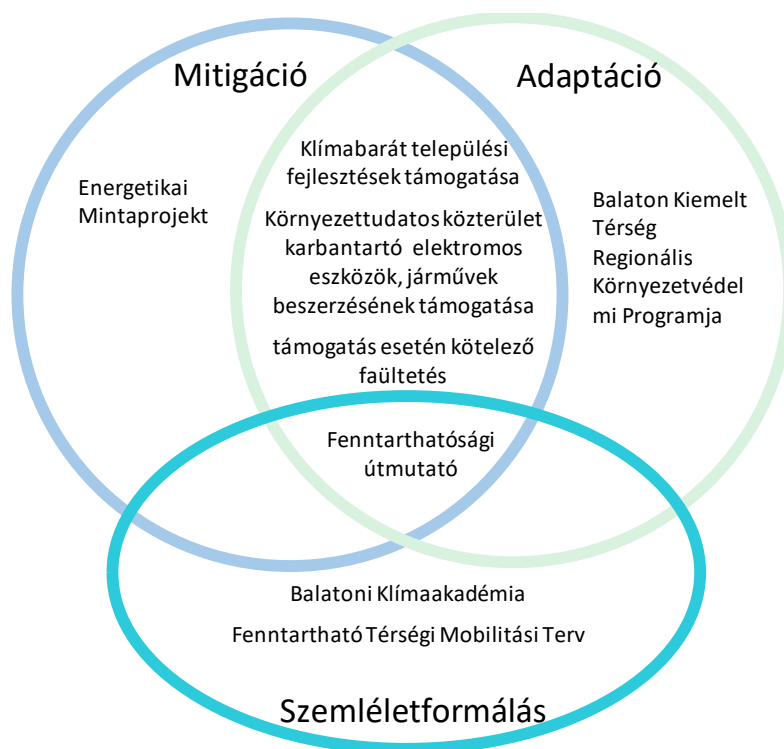 Mitigáció
Adaptáció
Klímabarát települési
fejlesztések támogatása
Energetikai
Mintaprojekt
Környezettudatos közterület
karbantartó elektromos
eszközök, járművek
beszerzésének támogatása
támogatás esetén kötelező
faültetés
Balaton Kiemelt
Térség
Regionális
Környezetvédel
mi Programja
Fenntarthatósági
útmutató
Balatoni Klímaakadémia
Fenntartható Térségi Mobilitási Terv
Szemléletformálás